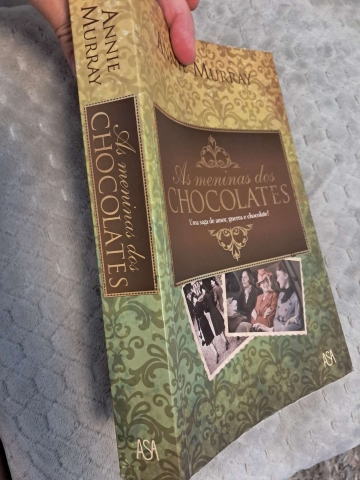 ANNIE
MURRAY
As meninas dos
CHOCOLATES
ASA
ANNIE MURRAY
As meninas dos
CHOCOLATES
Uma saga de amor, guerra e chocolate!
ASA